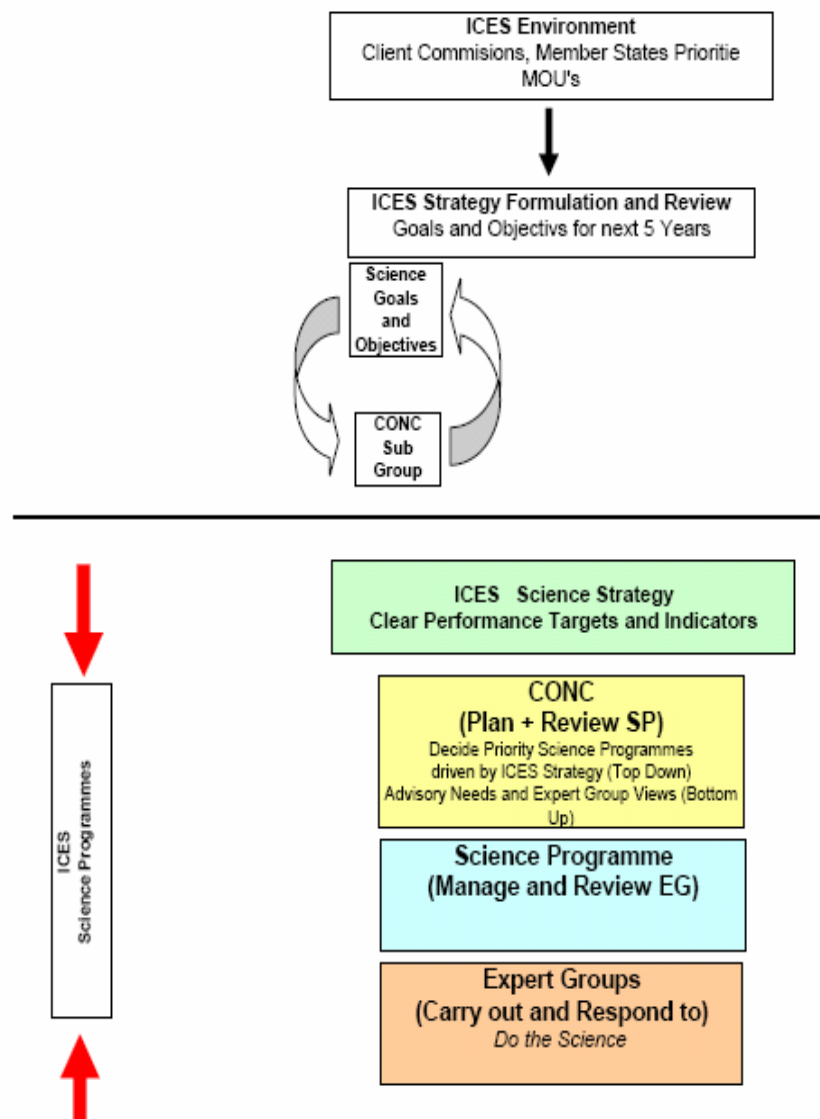 ICES Environment
Client Commisions, Member States Prioritie
MOU's
ICES Strategy Formulation and Review
Goals and Objectivs for next 5 Years
Science
Goals
and
Objectives
CONC
Sub
Group
ICES Science Strategy
Clear Performance Targets and Indicators
CONC
(Plan + Review SP)
Decide Priority Science Programmes
driven by ICES Strategy (Top Down)
Advisory Needs and Expert Group Views (Bottom
Up)
ICES
Science Programmes
Science Programme
(Manage and Review EG)
Expert Groups
(Carry out and Respond to)
Do the Science